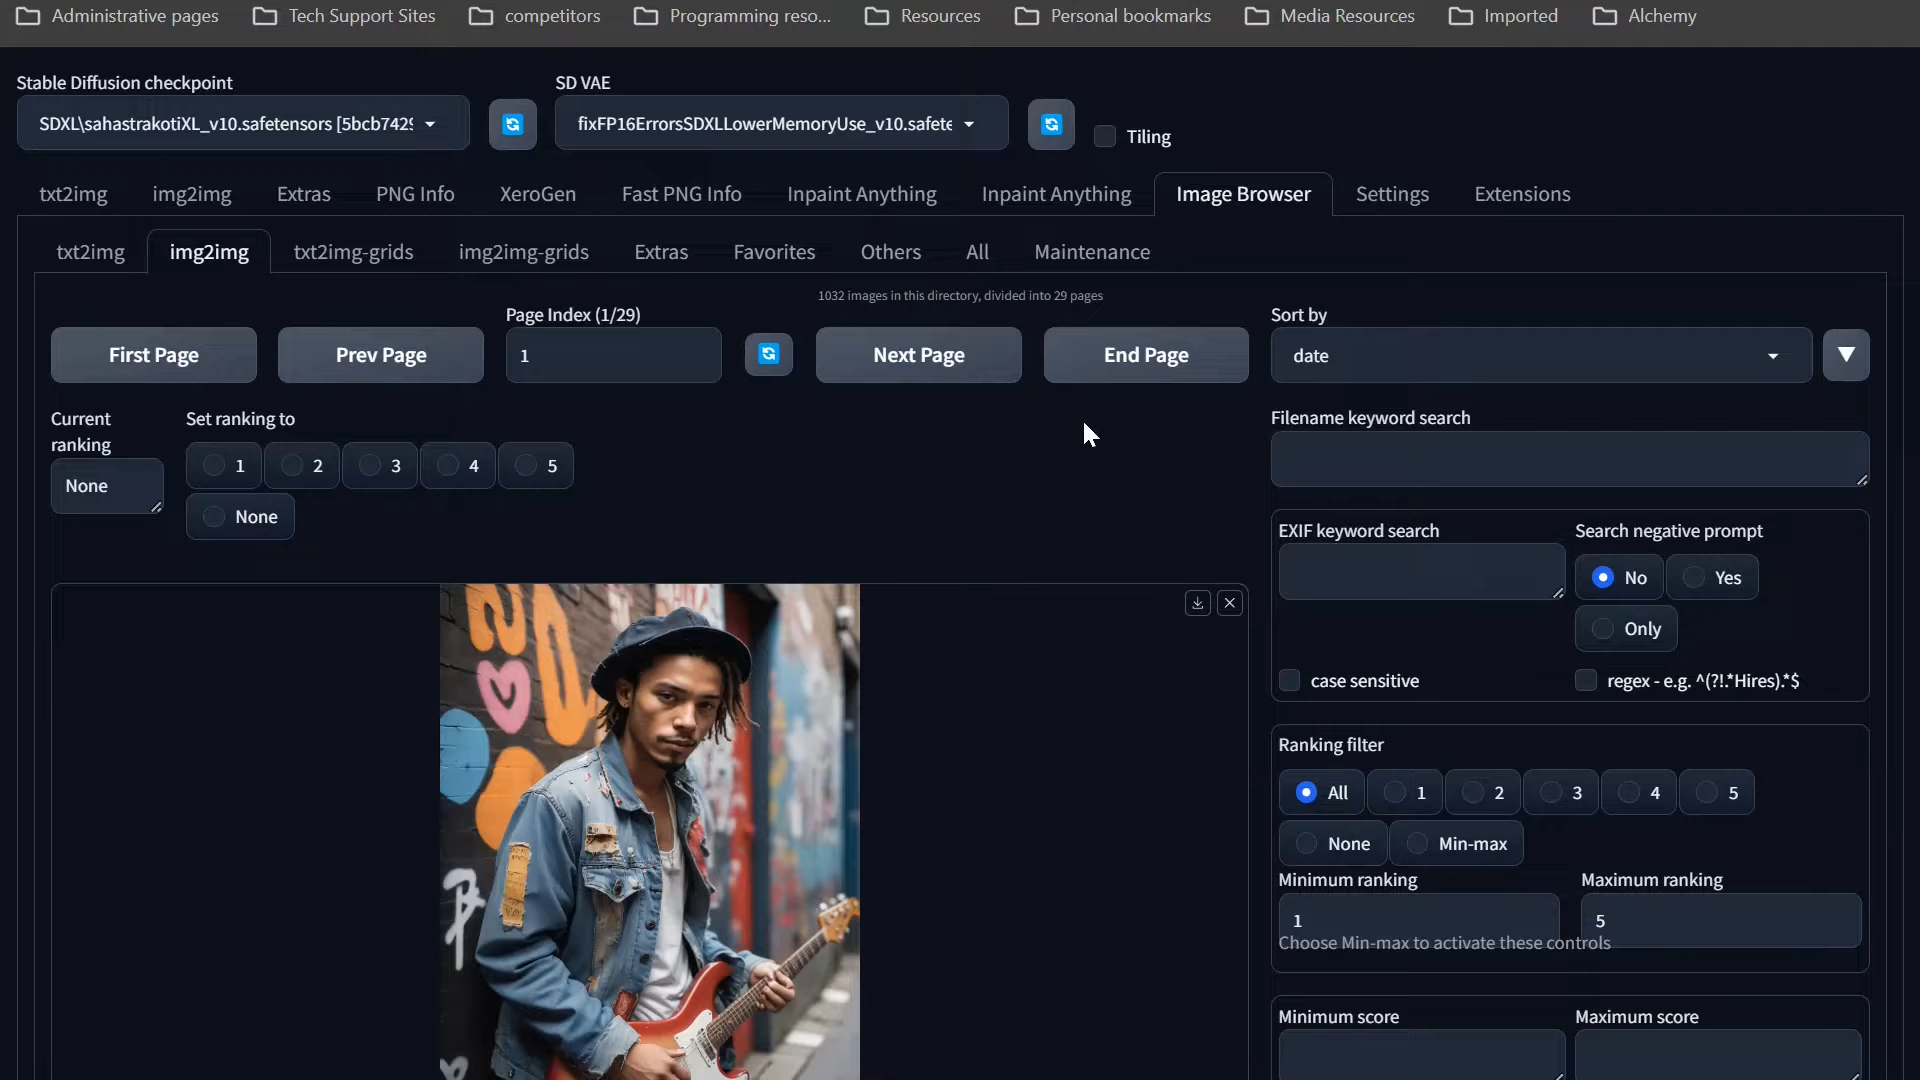 Administrative pages
Tech Support Sites
competitors
Programming reso...
Resources
Personal bookmarks
Media Resources
Imported
Alchemy
Stable Diffusion checkpoint
SD VAE
SDXL\sahastrakotiXL_v10.safetensors [5bcb7429
fixFP16ErrorsSDXLLowerMemoryUse_v10.safete
Tiling
txt2img
img2img
Extras
PNG Info
XeroGen
Fast PNG Info
Inpaint Anything
Inpaint Anything
Image Browser
Settings
Extensions
txt2img
img2img
txt2img-grids
img2img-grids
Extras
Favorites
Others
All
Maintenance
1032 images in this directory, divided into 29 pages
Page Index (1/29)
Sort by
First Page
Prev Page
1
Next Page
End Page
date
Current
ranking
Set ranking to
None
1
2
3
4
5
None
Filename keyword search
EXIF keyword search
Search negative prompt
No
Yes
Only
case sensitive
regex - e.g. ^(?!.*Hires).*$
Ranking filter
All
1
2
3
4
5
None
Min-max
Minimum ranking
Maximum ranking
1
5
Choose Min-max to activate these controls
Minimum score
Maximum score